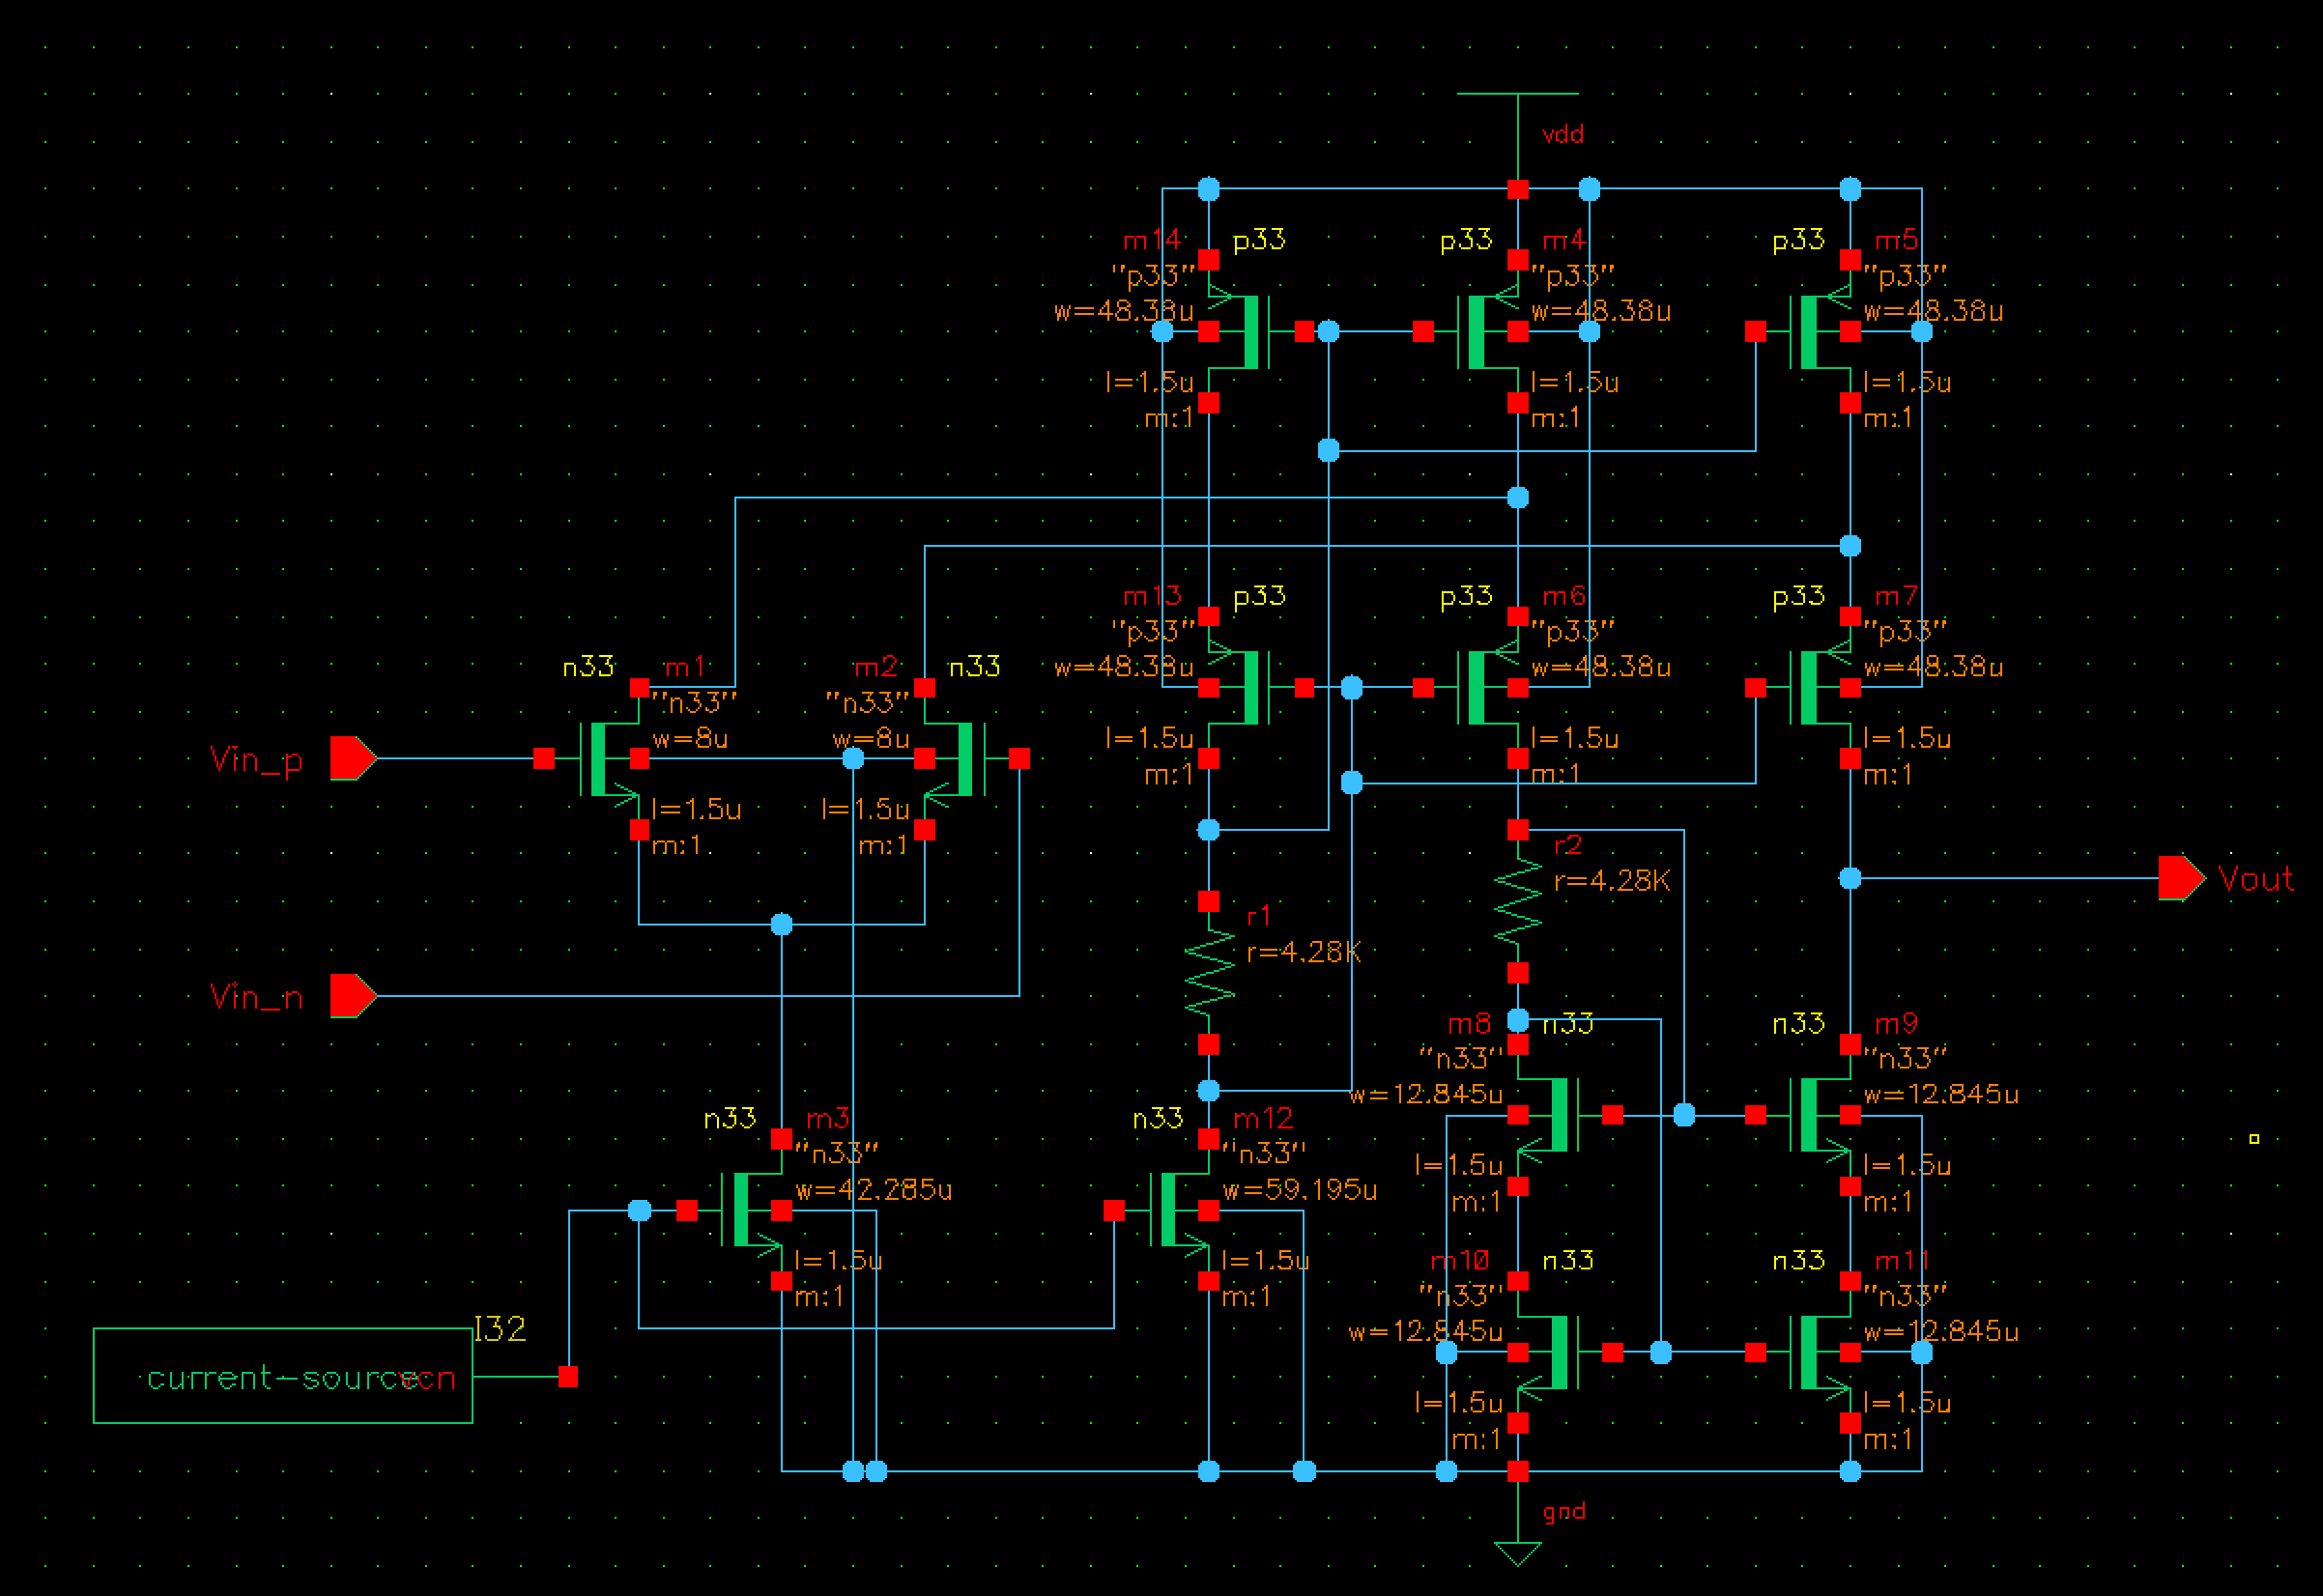 vdd
m14 p33
"p33"
w=48.38u
l=1.5u
m:1
p33 m4
"p33"
w=48.38u
l=1.5u
m:1
p33 m5
"p33"
w=48.38u
l=1.5u
m:1
m13 p33
"p33"
w=48.38u
l=1.5u
m:1
p33 m6
"p33"
w=48.38u
l=1.5u
m:1
p33 m7
"p33"
w=48.38u
l=1.5u
m:1
n33 m1
"n33"
w=8u
l=1.5u
m:1
m2 n33
"n33"
w=8u
l=1.5u
m:1
Vin_p
Vin_n
r1
r=4.28K
r2
r=4.28K
Vout
m8 n33
"n33"
w=12.845u
l=1.5u
m:1
n33 m9
"n33"
w=12.845u
l=1.5u
m:1
n33 m3
"n33"
w=42.285u
l=1.5u
m:1
n33 m12
"n33"
w=59.195u
l=1.5u
m:1
m10 n33
"n33"
w=12.845u
l=1.5u
m:1
n33 m11
"n33"
w=12.845u
l=1.5u
m:1
I32
current-source vcn
gnd